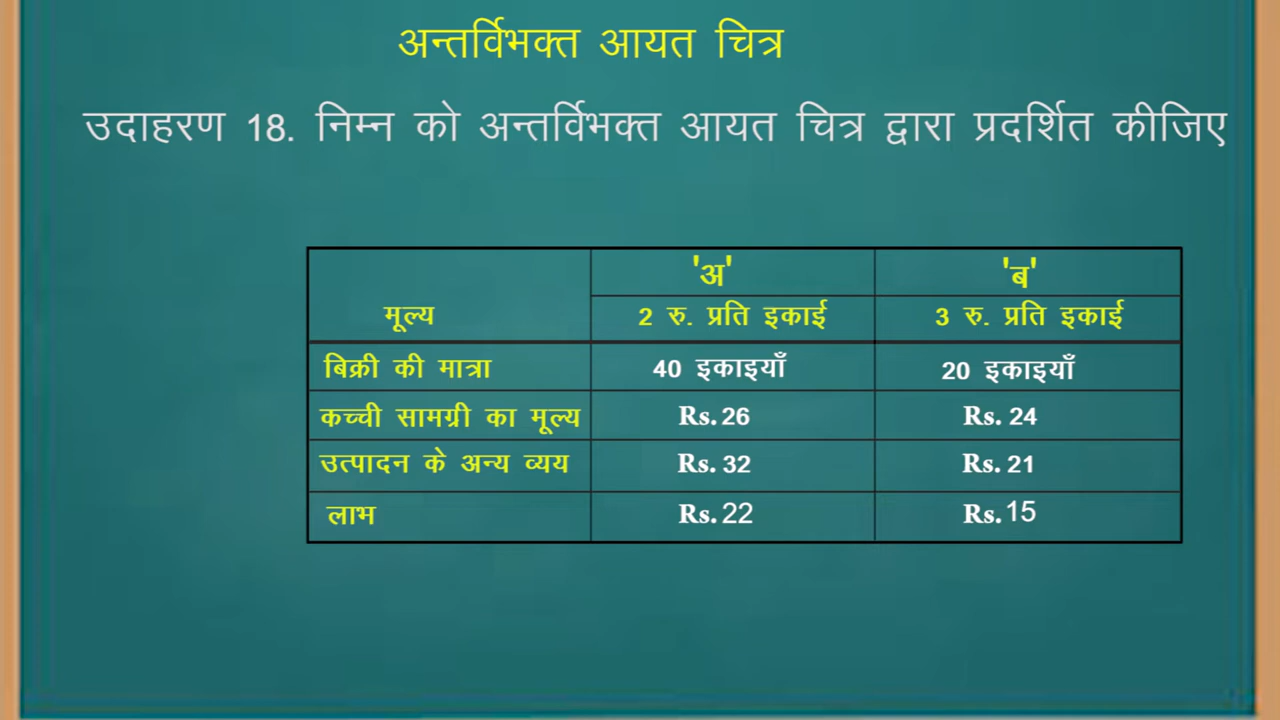 अन्तर्विभक्त आयत चित्र
उदाहरण 18. निम्न को अन्तर्विभक्त आयत चित्र द्वारा प्रदर्शित कीजिए
'अ' 'ब'
मूल्य 2 रु. प्रति इकाई 3 रु. प्रति इकाई
बिक्री की मात्रा 40 इकाइयाँ 20 इकाइयाँ
कच्ची सामग्री का मूल्य Rs. 26 Rs. 24
उत्पादन के अन्य व्यय Rs. 32 Rs. 21
लाभ Rs. 22 Rs. 15